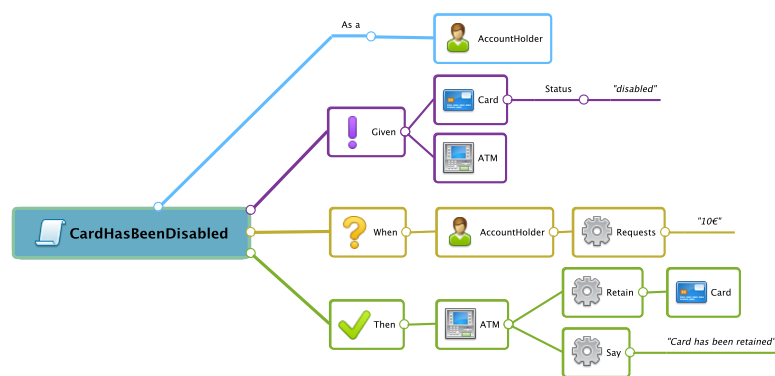 As a
AccountHolder
Card
Status
"disabled"
Given
ATM
CardHasBeenDisabled
When
AccountHolder
Requests
"10€"
Then
ATM
Retain
Card
Say
"Card has been retained"